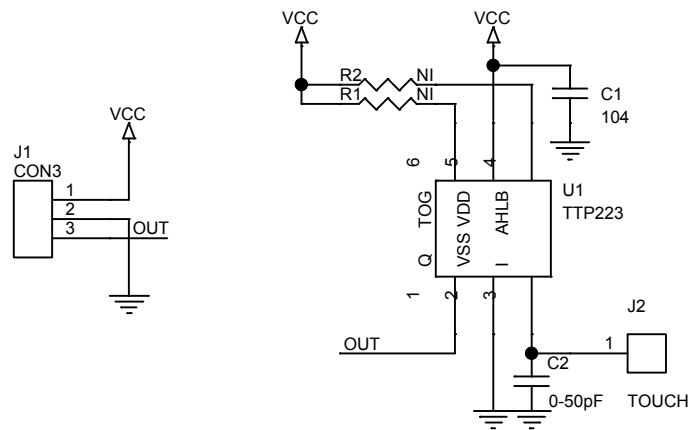 VCC
VCC
R2
NI
R1
NI
C1
104
VCC
J1
CON3
1
2
3
OUT
6
5
4
TOG
VDD
AHLB
U1
TTP223
Q
VSS
I
1
2
3
OUT
J2
1
C2
0-50pF
TOUCH